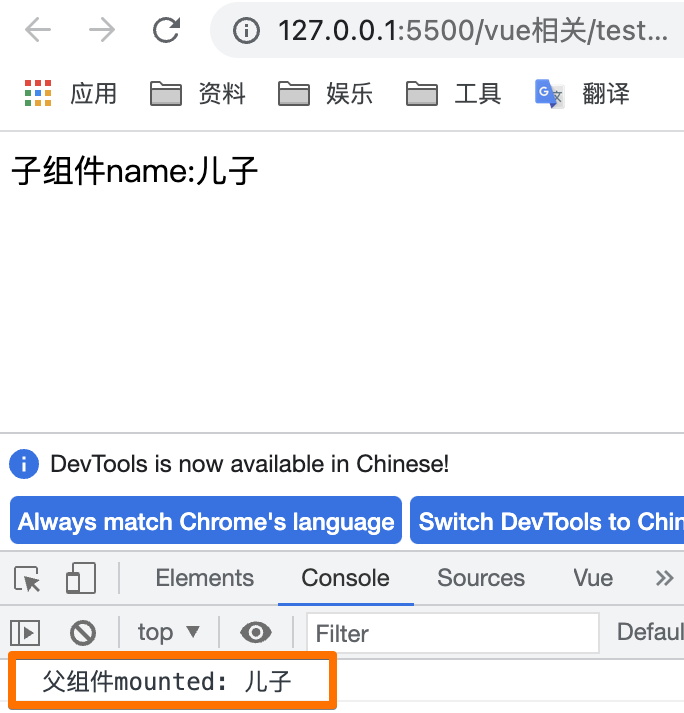 127.0.0.1:5500/vue相关/test...
应用 资料 娱乐 工具 翻译
子组件name:儿子
DevTools is now available in Chinese!
Always match Chrome's language Switch DevTools to Chin
Elements Console Sources Vue »
top ▼ Filter Defaul
父组件mounted: 儿子